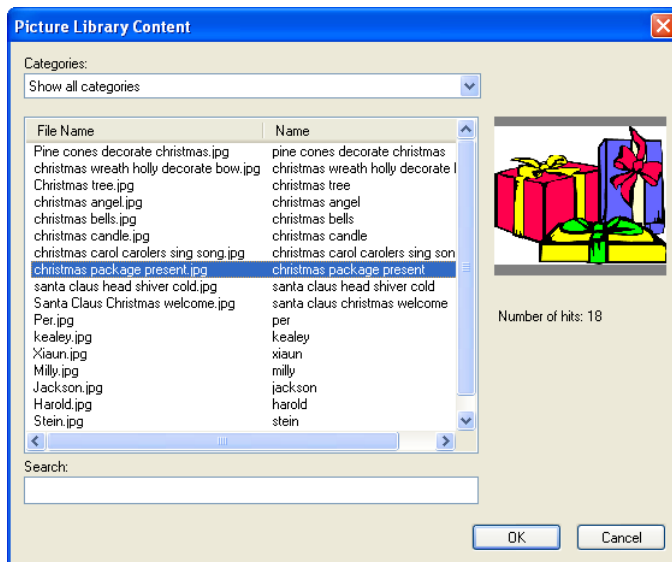 Picture Library Content
Categories:
Show all categories
File Name Name
Pine cones decorate christmas.jpg pine cones decorate christmas
christmas wreath holly decorate bow.jpg christmas wreath holly decorate l
Christmas tree.jpg christmas tree
christmas angel.jpg christmas angel
christmas bells.jpg christmas bells
christmas candle.jpg christmas candle
christmas carol carolers sing song.jpg christmas carol carolers sing son
christmas package present.jpg christmas package present
santa claus head shiver cold.jpg santa claus head shiver cold
Santa Claus Christmas welcome.jpg santa claus christmas welcome
Per.jpg per
kealey.jpg kealey
Xiaun.jpg xiaun
Milly.jpg milly
Jackson.jpg jackson
Harold.jpg harold
Stein.jpg stein
Number of hits: 18
Search:
OK Cancel